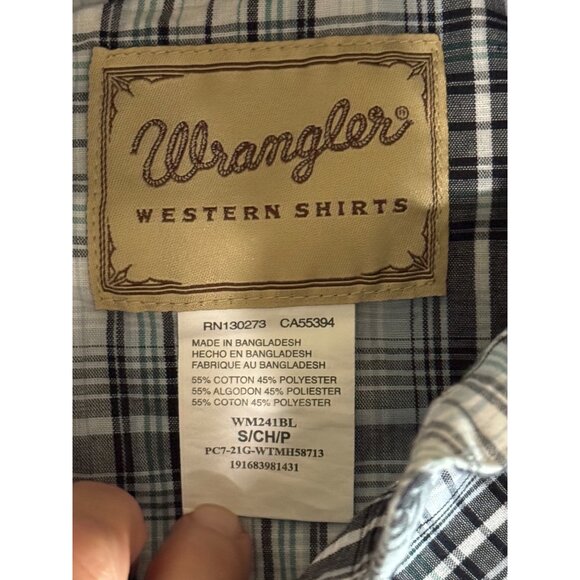 Wrangler®
WESTERN SHIRTS
RN130273 CA55394
MADE IN BANGLADESH
HECHO EN BANGLADESH
FABRIQUE AU BANGLADESH
55% COTTON 45% POLYESTER
55% ALGODON 45% POLIESTER
55% COTON 45% POLYESTER
WM241BL
S/CH/P
PC7-21G-WTMH58713
191683981431